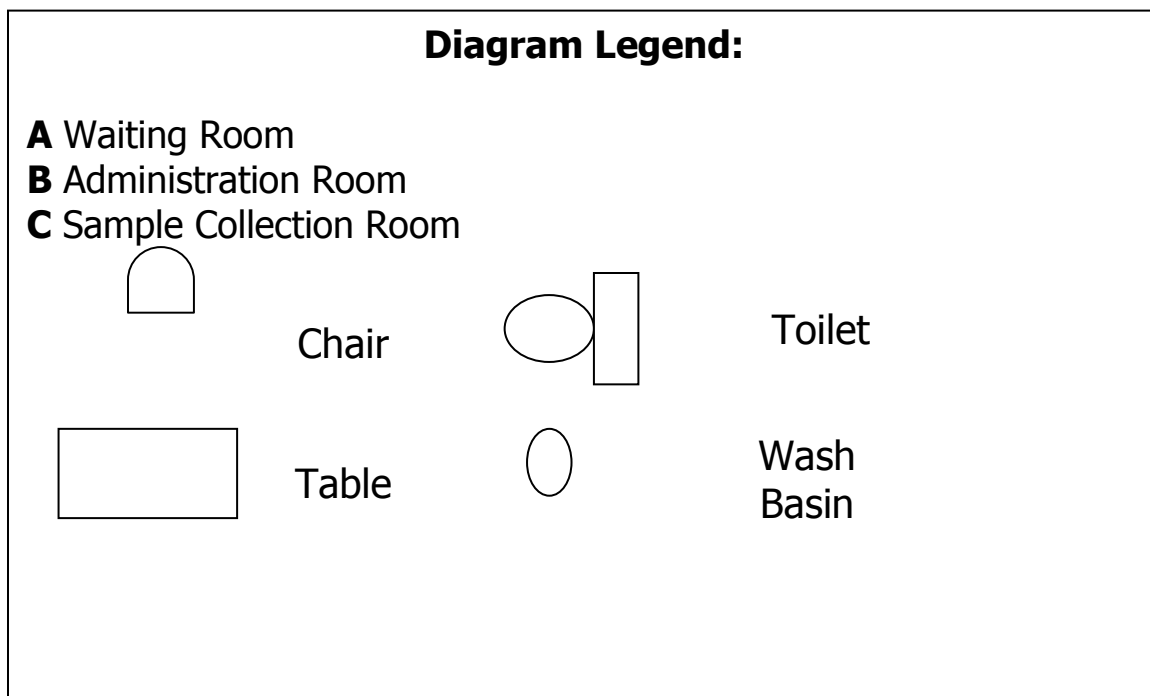 Diagram Legend:
A Waiting Room
B Administration Room
C Sample Collection Room
Chair
Toilet
Table
Wash
Basin